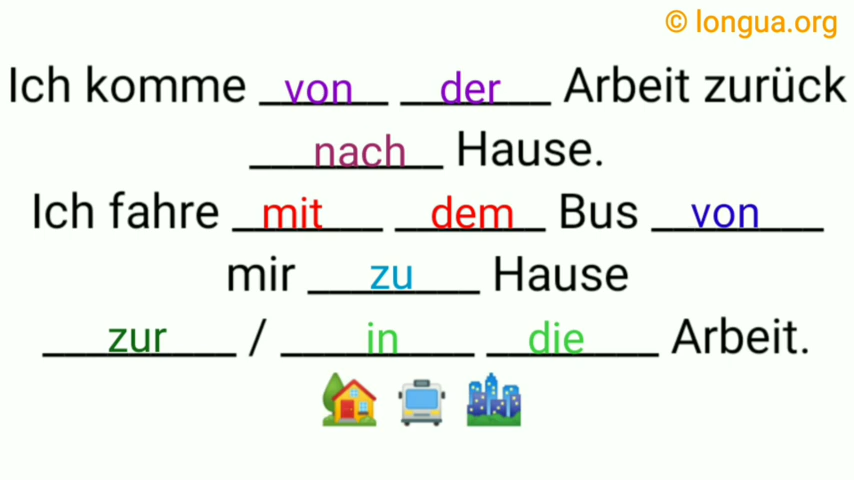 © longua.org
Ich komme von der Arbeit zurück
nach Hause.
Ich fahre mit dem Bus von
mir zu Hause
zur / in die Arbeit.